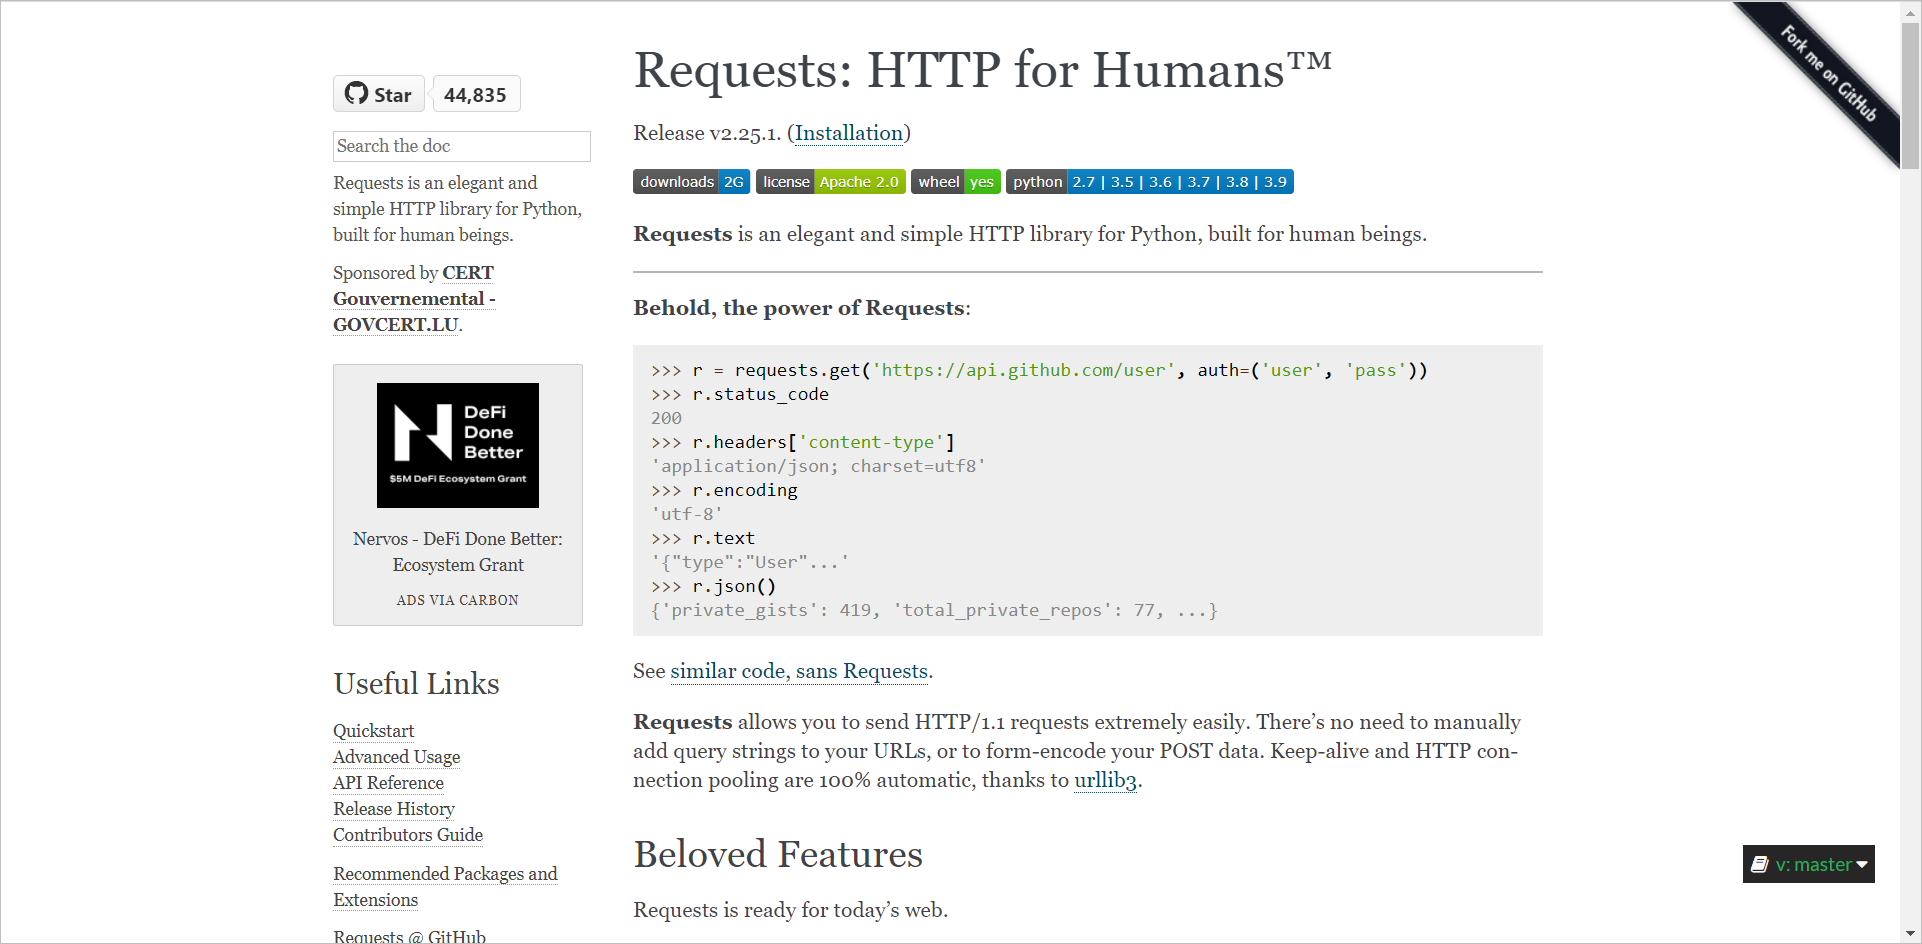 Fork me on GitHub
Star 44,835
Search the doc
Requests is an elegant and
simple HTTP library for Python,
built for human beings.
Sponsored by CERT
Gouvernemental -
GOVCERT.LU.
DeFi
Done
Better
$5M DeFi Ecosystem Grant
Nervos - DeFi Done Better:
Ecosystem Grant
ADS VIA CARBON
Useful Links
Quickstart
Advanced Usage
API Reference
Release History
Contributors Guide
Recommended Packages and
Extensions
Requests @ GitHub
Requests: HTTP for Humans™
Release v2.25.1. (Installation)
downloads 2G license Apache 2.0 wheel yes python 2.7 | 3.5 | 3.6 | 3.7 | 3.8 | 3.9
Requests is an elegant and simple HTTP library for Python, built for human beings.
Behold, the power of Requests:
>>> r = requests.get('https://api.github.com/user', auth=('user', 'pass'))
>>> r.status_code
200
>>> r.headers['content-type']
'application/json; charset=utf8'
>>> r.encoding
'utf-8'
>>> r.text
'{"type":"User"...'
>>> r.json()
{'private_gists': 419, 'total_private_repos': 77, ...}
See similar code, sans Requests.
Requests allows you to send HTTP/1.1 requests extremely easily. There’s no need to manually
add query strings to your URLs, or to form-encode your POST data. Keep-alive and HTTP con-
nection pooling are 100% automatic, thanks to urllib3.
Beloved Features
Requests is ready for today’s web.
v: master